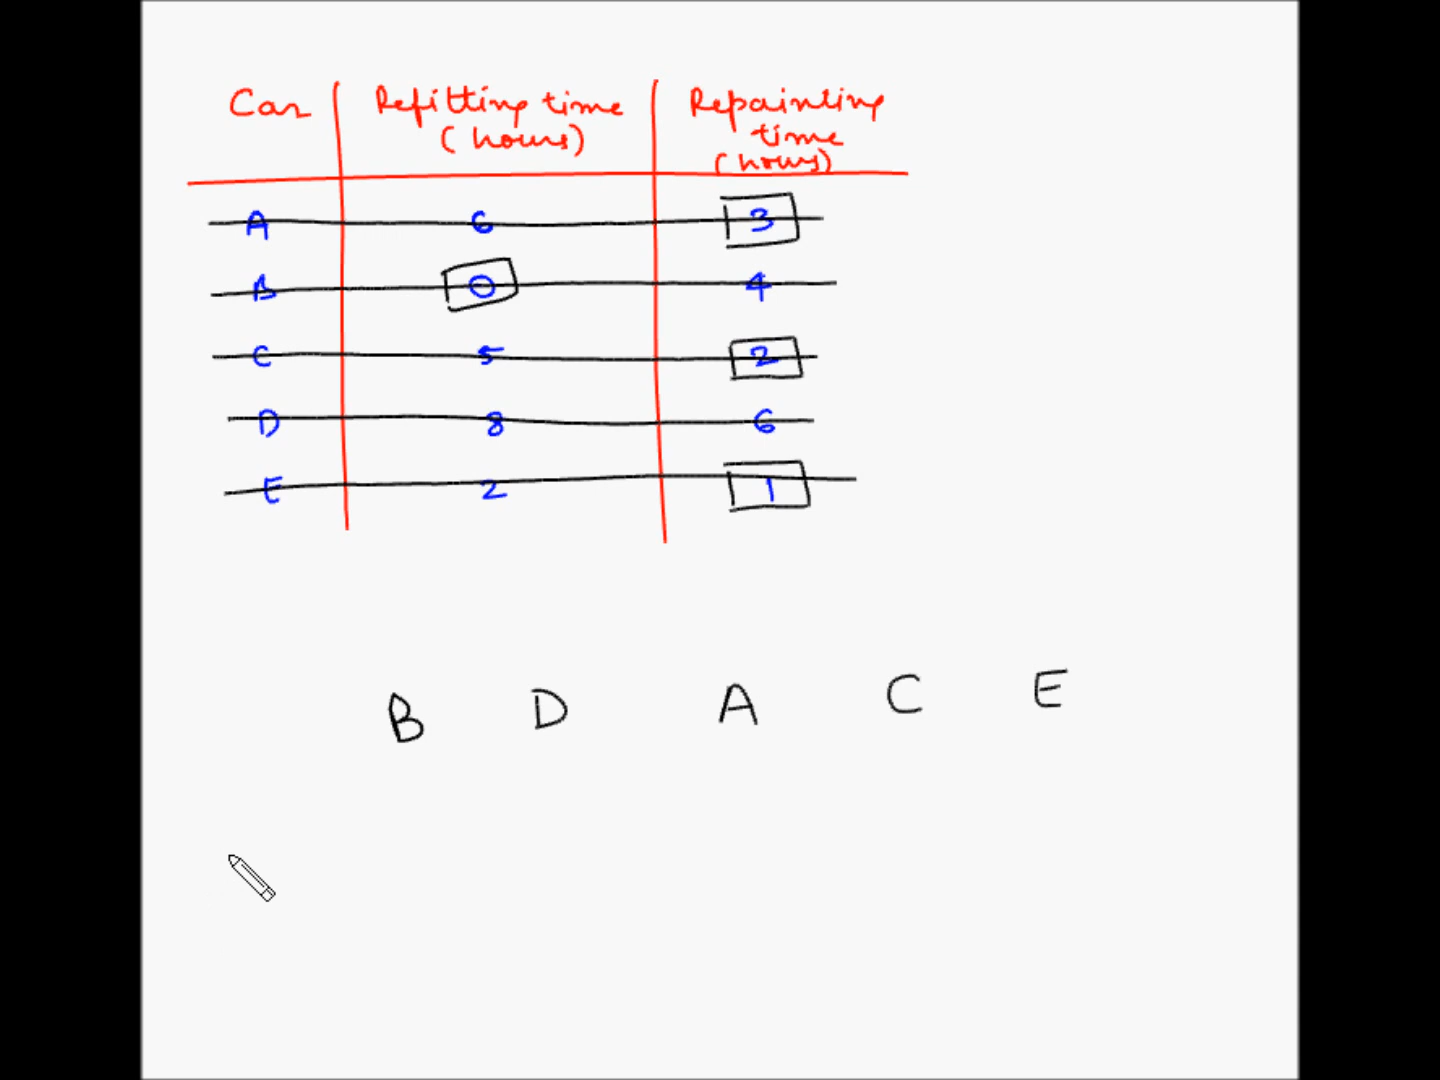 Car Refitting time (hours) Repainting time (hours)
A 6 3
B 0 4
C 5 2
D 8 6
E 2 1
B D A C E